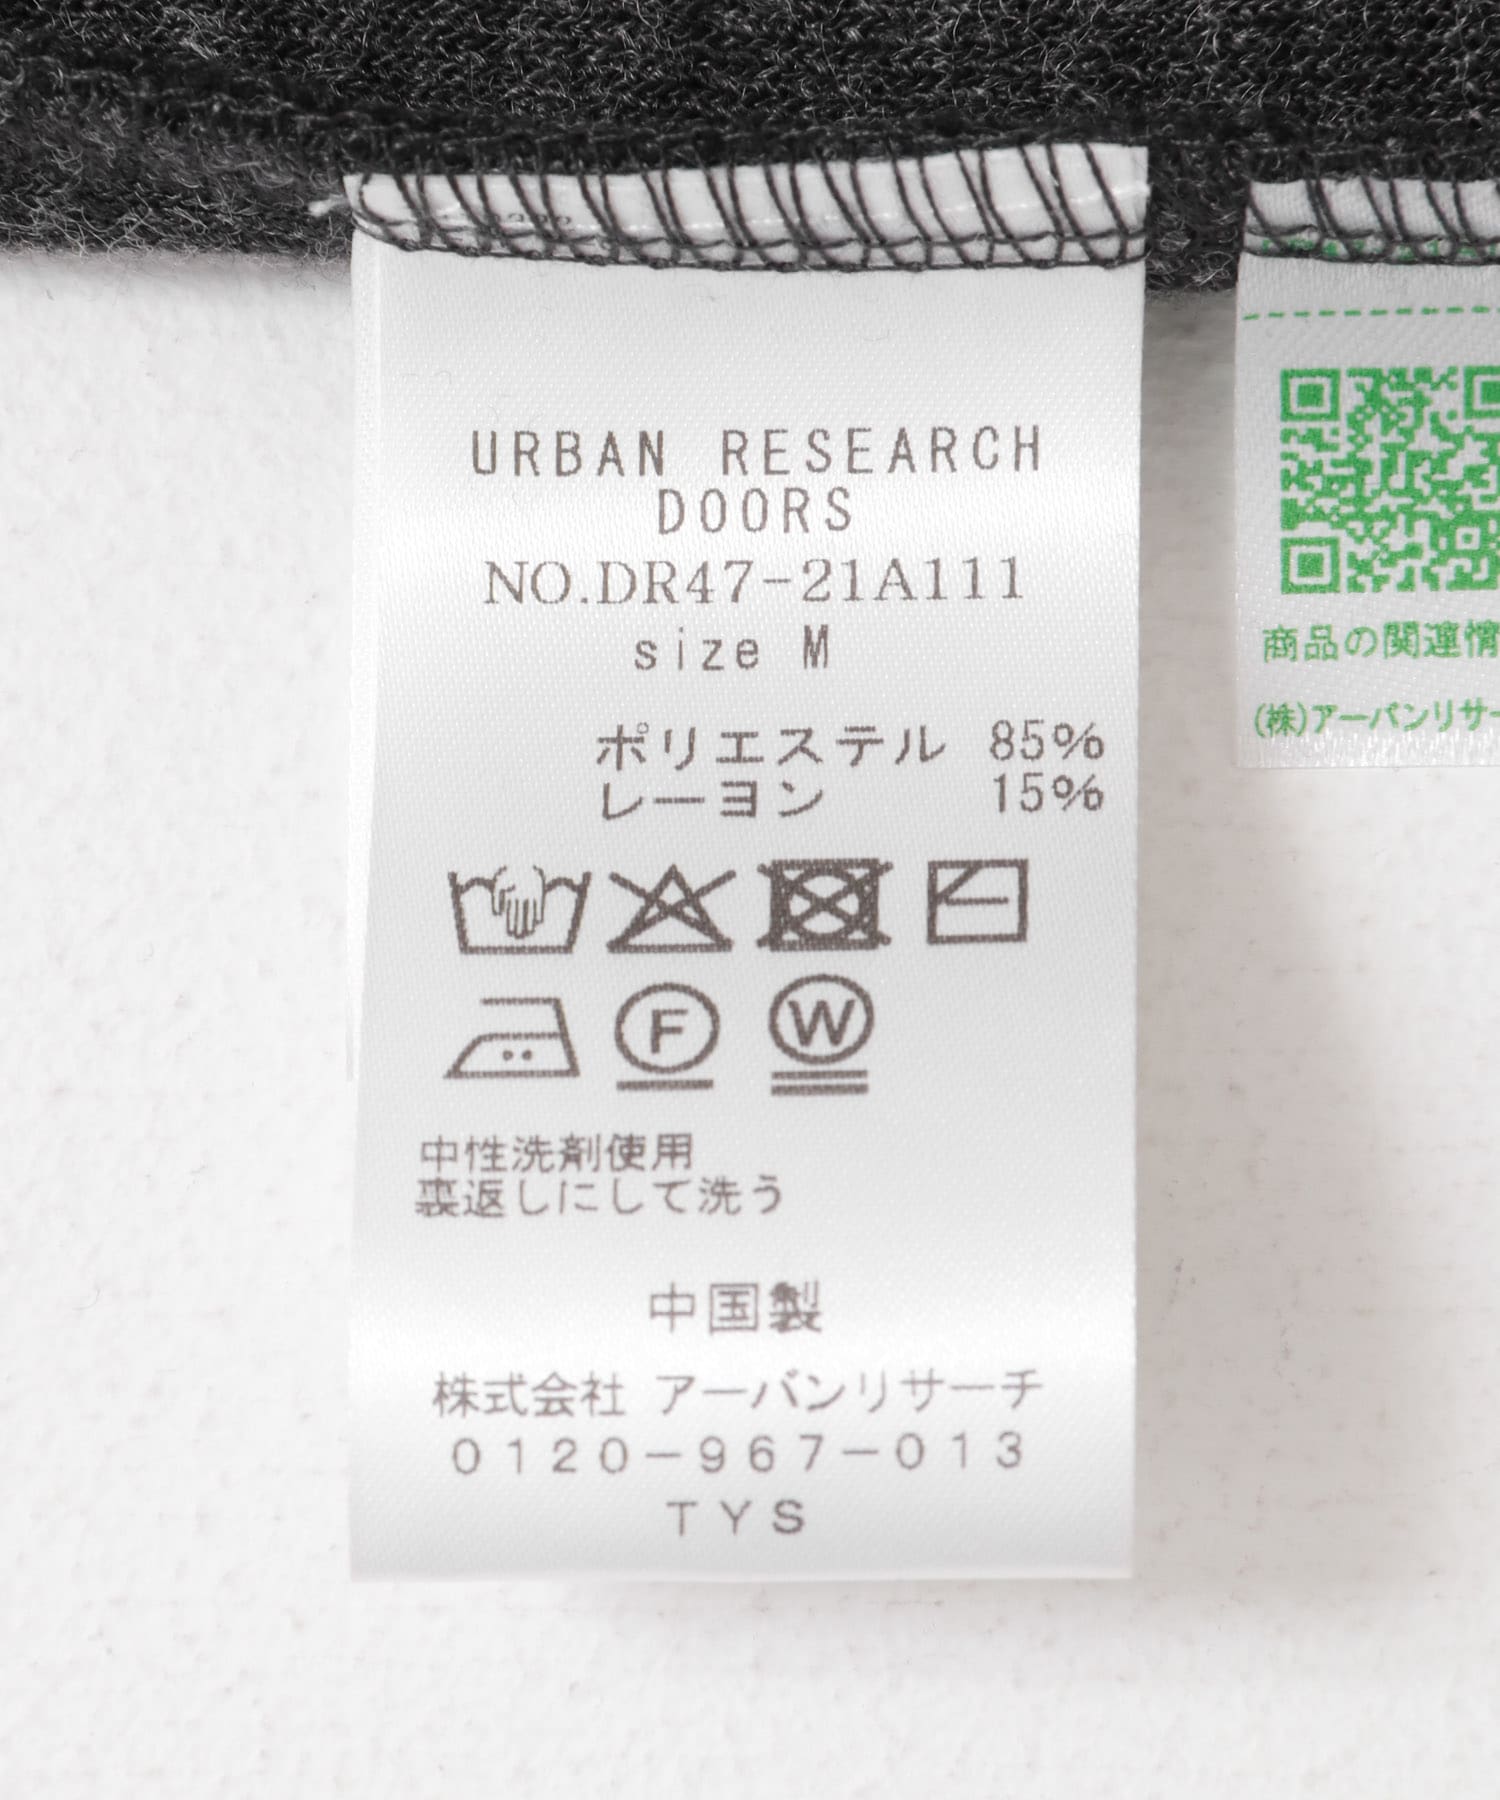 URBAN RESEARCH
DOORS
NO.DR47-21A111
size M
ポリエステル 85%
レーヨン 15%
F
W
中性洗剤使用
裏返しにして洗う
中国製
株式会社 アーバンリサーチ
0120-967-013
TYS
商品の関連情
(株)アーバンリサー